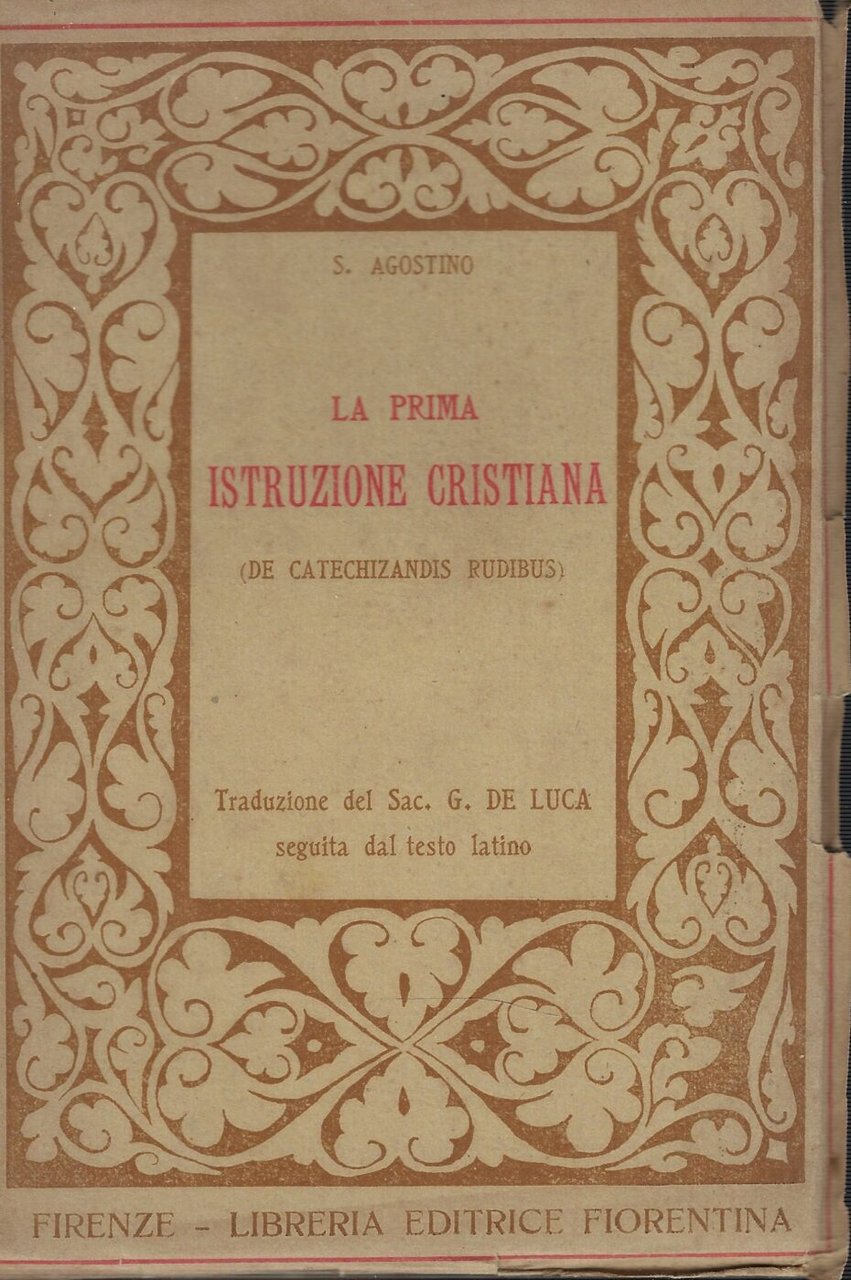 S. AGOSTINO
LA PRIMA
ISTRUZIONE CRISTIANA
(DE CATECHIZANDIS RUDIBUS)
Traduzione del Sac. G. DE LUCA
seguita dal testo latino
FIRENZE - LIBRERIA EDITRICE FIORENTINA